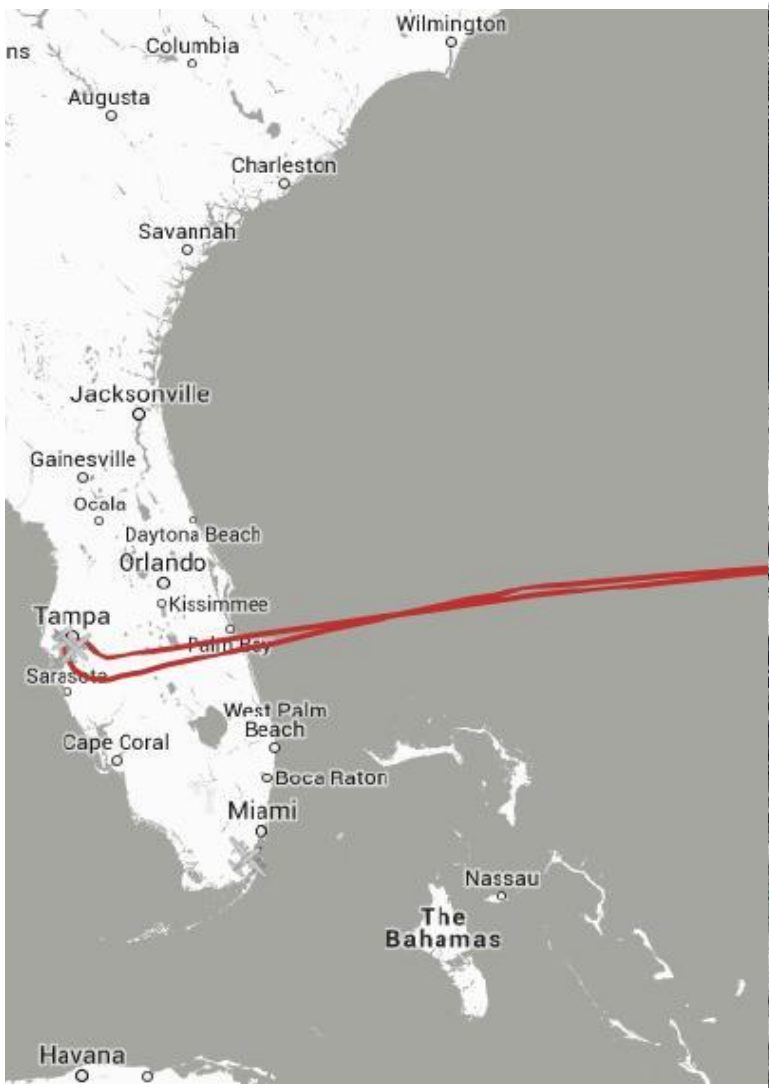 Wilmington
Columbia
ns
Augusta
Charleston
Savannah
Jacksonville
Gainesville
Ocala
Daytona Beach
Orlando
Kissimmee
Tampa
Palm Bay
Sarasota
West Palm
Beach
Cape Coral
Boca Raton
Miami
Nassau
The
Bahamas
Havana